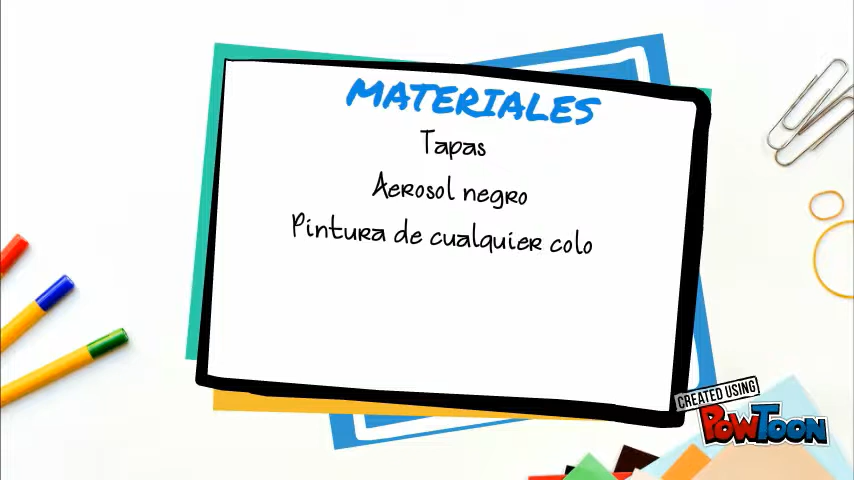 MATERIALES
Tapas
Aerosol negro
Pintura de cualquier colo
CREATED USING
POWTOON